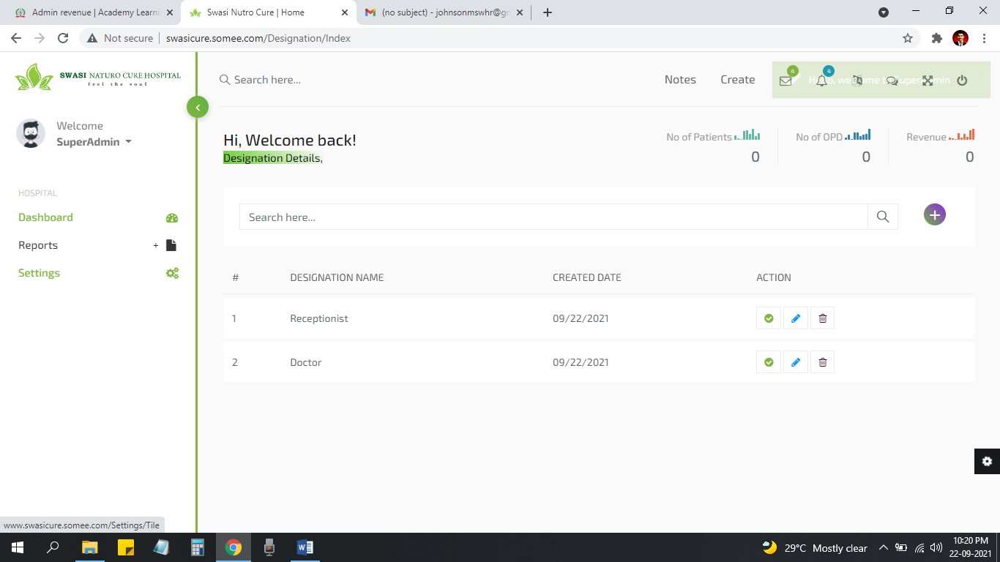 Admin revenue | Academy Learni
Swasi Nutro Cure | Home
(no subject) - johnsonmswhr@gm
Not secure
swasicure.somee.com/Designation/Index
SWASI NATURO CURE HOSPITAL
feel the soul
Search here...
Notes
Create
4
4
Hello, welcome to SuperAdmin
Welcome
SuperAdmin
Hi, Welcome back!
Designation Details,
No of Patients
0
No of OPD
0
Revenue
0
HOSPITAL
Dashboard
Reports +
Settings
Search here...
# DESIGNATION NAME CREATED DATE ACTION
1 Receptionist 09/22/2021
2 Doctor 09/22/2021
www.swasicure.somee.com/Settings/Tile
29°C Mostly clear
10:20 PM
22-09-2021